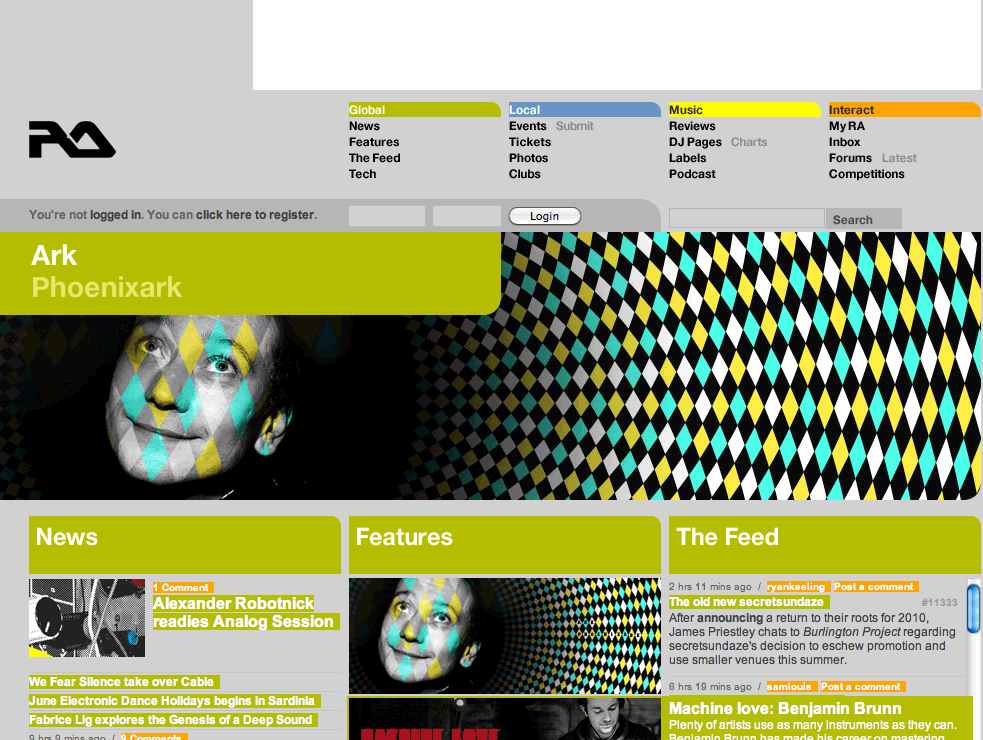 RA
Global
News
Features
The Feed
Tech
Local
Events Submit
Tickets
Photos
Clubs
Music
Reviews
DJ Pages Charts
Labels
Podcast
Interact
My RA
Inbox
Forums Latest
Competitions
You're not logged in. You can click here to register.
Login
Search
Ark
Phoenixark
News
1 Comment
Alexander Robotnick
readies Analog Session
We Fear Silence take over Cable
June Electronic Dance Holidays begins in Sardinia
Fabrice Lig explores the Genesis of a Deep Sound
9 hrs 9 mins ago / 9 Comments
Features
MACHINE LOVE
Machine love: Benjamin Brunn
Plenty of artists use as many instruments as they can.
Benjamin Brunn has made his career on mastering
The Feed
2 hrs 11 mins ago / ryankeeling Post a comment
The old new secretsundaze #11333
After announcing a return to their roots for 2010,
James Priestley chats to Burlington Project regarding
secretsundaze's decision to eschew promotion and
use smaller venues this summer.
6 hrs 19 mins ago / samlouis Post a comment